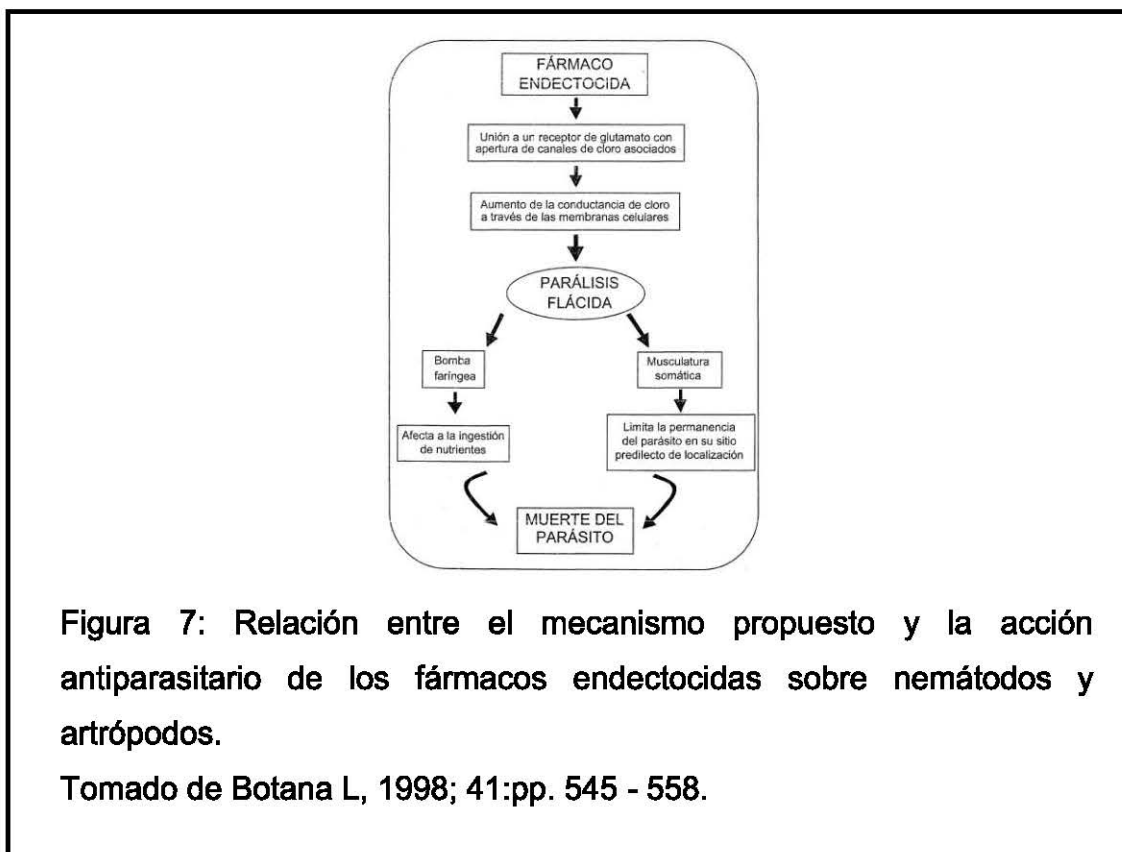 FÁRMACO
ENDECTOCIDA
Unión a un receptor de glutamato con
apertura de canales de cloro asociados
Aumento de la conductancia de cloro
a través de las membranas celulares
PARÁLISIS
FLÁCIDA
Bomba
faríngea
Musculatura
somática
Afecta a la ingestión
de nutrientes
Limita la permanencia
del parásito en su sitio
predilecto de localización
MUERTE DEL
PARÁSITO
Figura 7: Relación entre el mecanismo propuesto y la acción
antiparasitario de los fármacos endectocidas sobre nemátodos y
artrópodos.
Tomado de Botana L, 1998; 41:pp. 545 - 558.